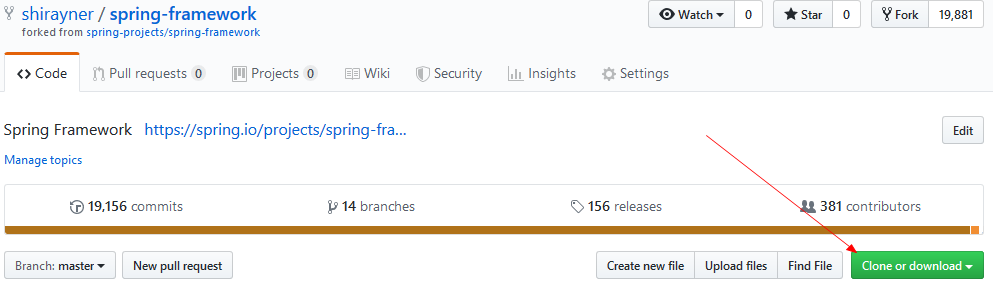 shirayner / spring-framework
Watch 0 Star 0 Fork 19,881
forked from spring-projects/spring-framework
Code Pull requests 0 Projects 0 Wiki Security Insights Settings
Spring Framework https://spring.io/projects/spring-fra...
Edit
Manage topics
19,156 commits 14 branches 156 releases 381 contributors
Branch: master New pull request Create new file Upload files Find File Clone or download